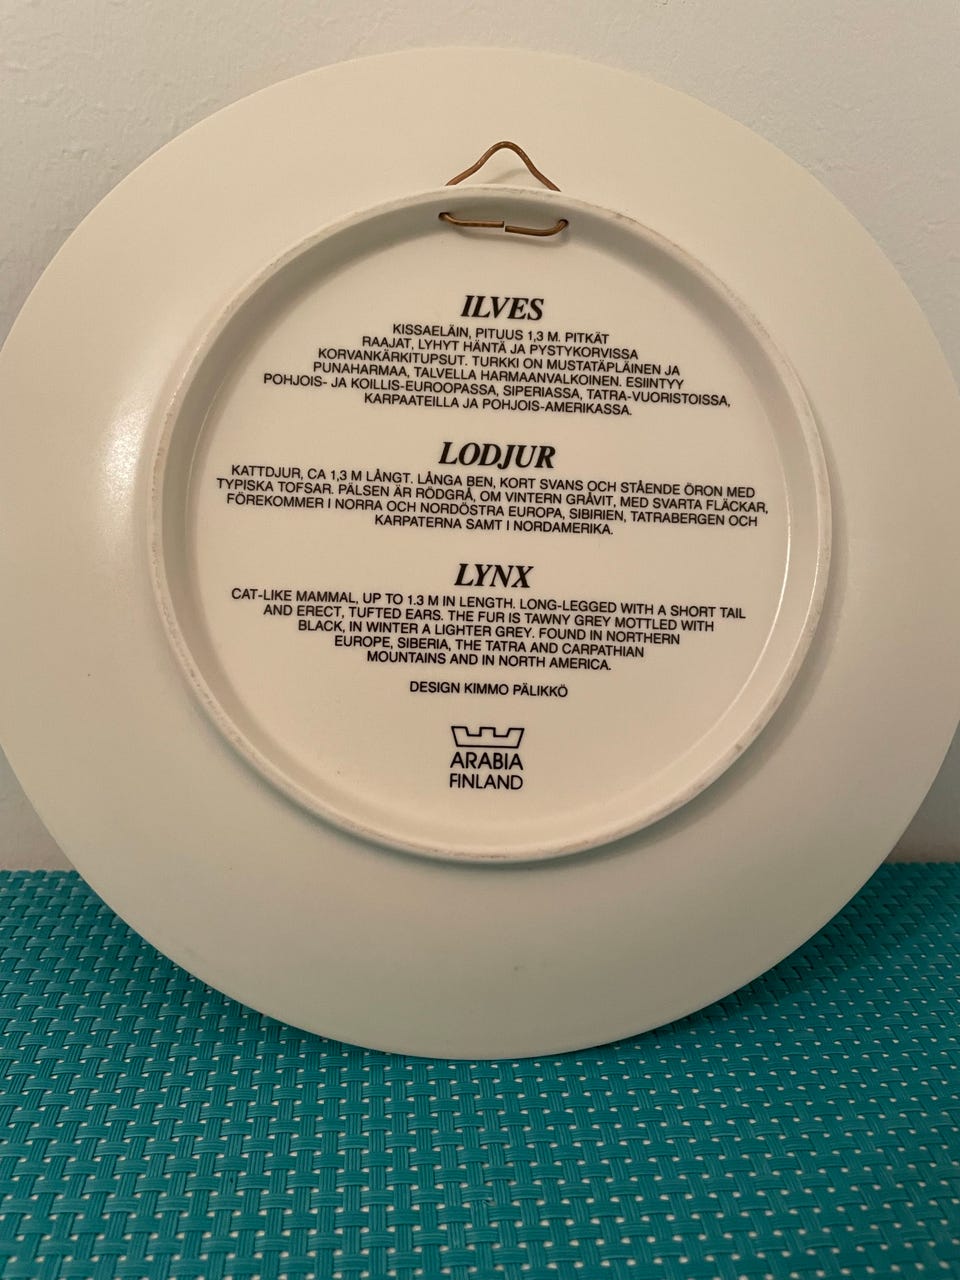 ILVES
KISSAELÄIN, PITUUS 1,3 M. PITKÄT
RAAJAT, LYHYT HÄNTÄ JA PYSTYKORVISSA
KORVANKÄRKITUPSUT. TURKKI ON MUSTATÄPLÄINEN JA
PUNAHARMAA, TALVELLA HARMAANVALKOINEN. ESIINTYY
POHJOIS- JA KOILLIS-EUROOPASSA, SIPERIASSA, TATRA-VUORISTOISSA,
KARPAATEILLA JA POHJOIS-AMERIKASSA.
LODJUR
KATTDJUR, CA 1,3 M LÅNGT. LÅNGA BEN, KORT SVANS OCH STÅENDE ÖRON MED
TYPISKA TOFSAR. PÄLSEN ÄR RÖDGRÅ, OM VINTERN GRÅVIT, MED SVARTA FLÄCKAR,
FÖREKOMMER I NORRA OCH NORDÖSTRA EUROPA, SIBIRIEN, TATRABERGEN OCH
KARPATERNA SAMT I NORDAMERIKA.
LYNX
CAT-LIKE MAMMAL, UP TO 1.3 M IN LENGTH. LONG-LEGGED WITH A SHORT TAIL
AND ERECT, TUFTED EARS. THE FUR IS TAWNY GREY MOTTLED WITH
BLACK, IN WINTER A LIGHTER GREY. FOUND IN NORTHERN
EUROPE, SIBERIA, THE TATRA AND CARPATHIAN
MOUNTAINS AND IN NORTH AMERICA.
DESIGN KIMMO PÄLIKKÖ
ARABIA
FINLAND